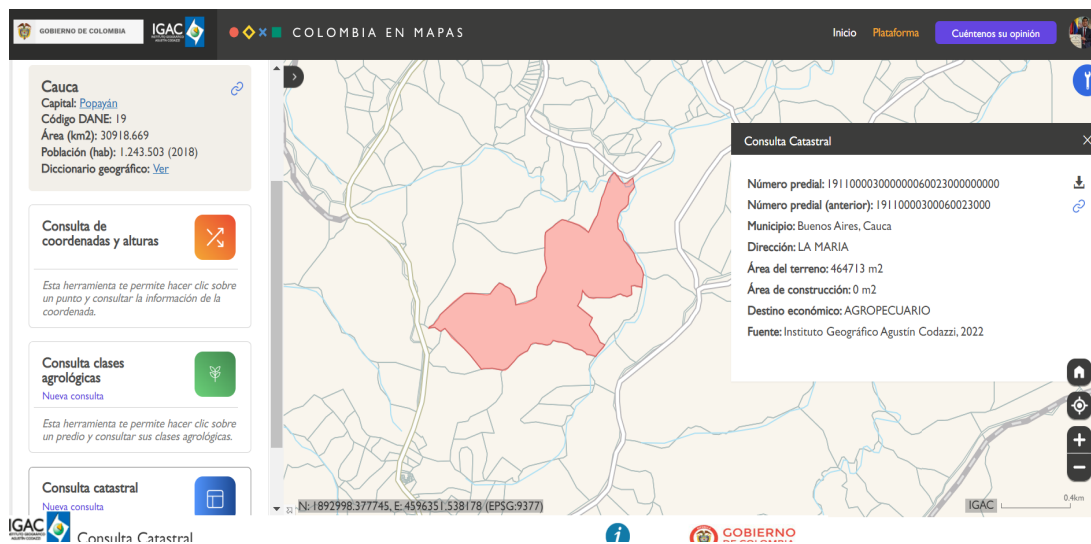 GOBIERNO DE COLOMBIA
IGAC
COLOMBIA EN MAPAS
Inicio
Plataforma
Cuéntenos su opinión
Cauca
Capital: Popayán
Código DANE: 19
Área (km2): 30918.669
Población (hab): 1.243.503 (2018)
Diccionario geográfico: Ver
Consulta de
coordenadas y alturas
Esta herramienta te permite hacer clic sobre
un punto y consultar la información de la
coordenada.
Consulta clases
agrológicas
Nueva consulta
Esta herramienta te permite hacer clic sobre
un predio y consultar sus clases agrológicas.
Consulta catastral
Nueva consulta
Consulta Catastral
Número predial: 191100003000000060023000000000
Número predial (anterior): 19110000300060023000
Municipio: Buenos Aires, Cauca
Dirección: LA MARIA
Área del terreno: 464713 m2
Área de construcción: 0 m2
Destino económico: AGROPECUARIO
Fuente: Instituto Geográfico Agustín Codazzi, 2022
N: 1892998.377745, E: 4596351.538178 (EPSG:9377)
IGAC
0.4km
IGAC
Consulta Catastral
i
GOBIERNO
DE COLOMBIA